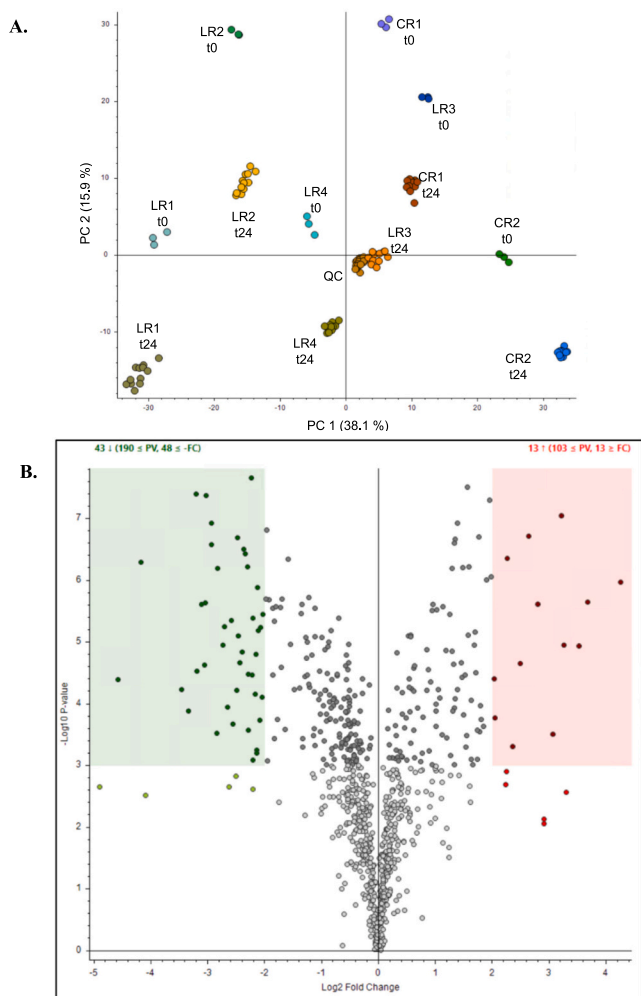 A.
30
20
10
0
-10
-30
-20
-10
0
10
20
30
PC 2 (15.9 %)
PC 1 (38.1 %)
LR2
t0
CR1
t0
LR3
t0
CR1
t24
LR2
t24
LR4
t0
LR1
t0
LR3
t24
CR2
t0
QC
LR4
t24
LR1
t24
CR2
t24
B.
43 ↓ (190 ≤ PV, 48 ≤ -FC)
13 ↑ (103 ≤ PV, 13 ≥ FC)
7
6
5
4
3
2
1
0
-Log10 P-value
-5
-4
-3
-2
-1
0
1
2
3
4
Log2 Fold Change